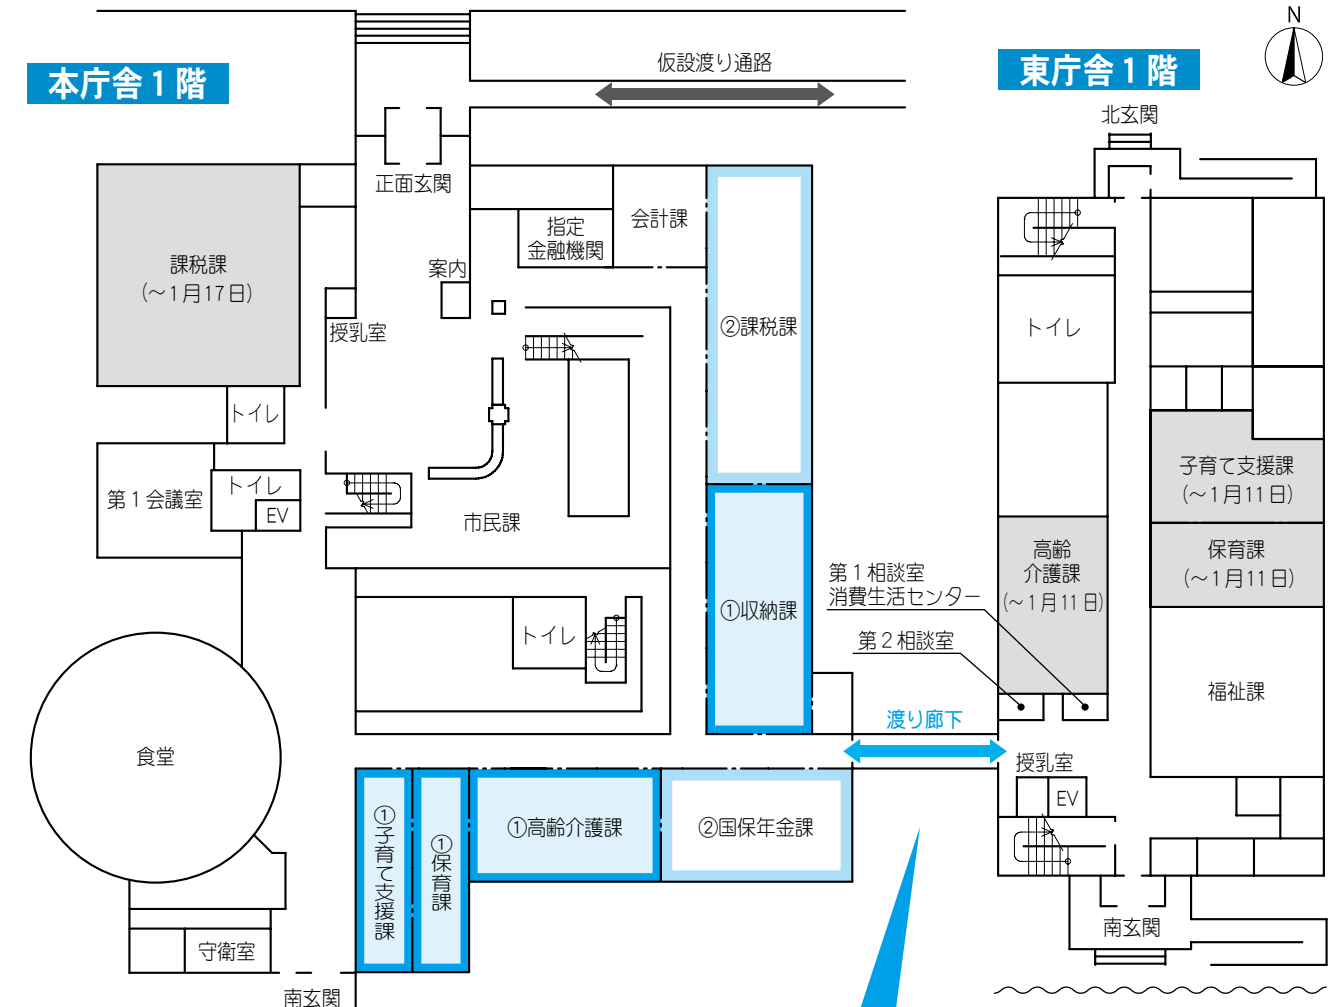 本庁舎1階
仮設渡り通路
東庁舎1階
N
北玄関
正面玄関
指定
金融機関
会計課
課税課
(～1月17日)
案内
授乳室
②課税課
トイレ
トイレ
第1会議室
トイレ
EV
市民課
子育て支援課
(～1月11日)
高齢
介護課
(～1月11日)
保育課
(～1月11日)
第1相談室
消費生活センター
①収納課
トイレ
第2相談室
福祉課
渡り廊下
食堂
授乳室
EV
①子育て支援課
①保育課
①高齢介護課
②国保年金課
守衛室
南玄関
南玄関